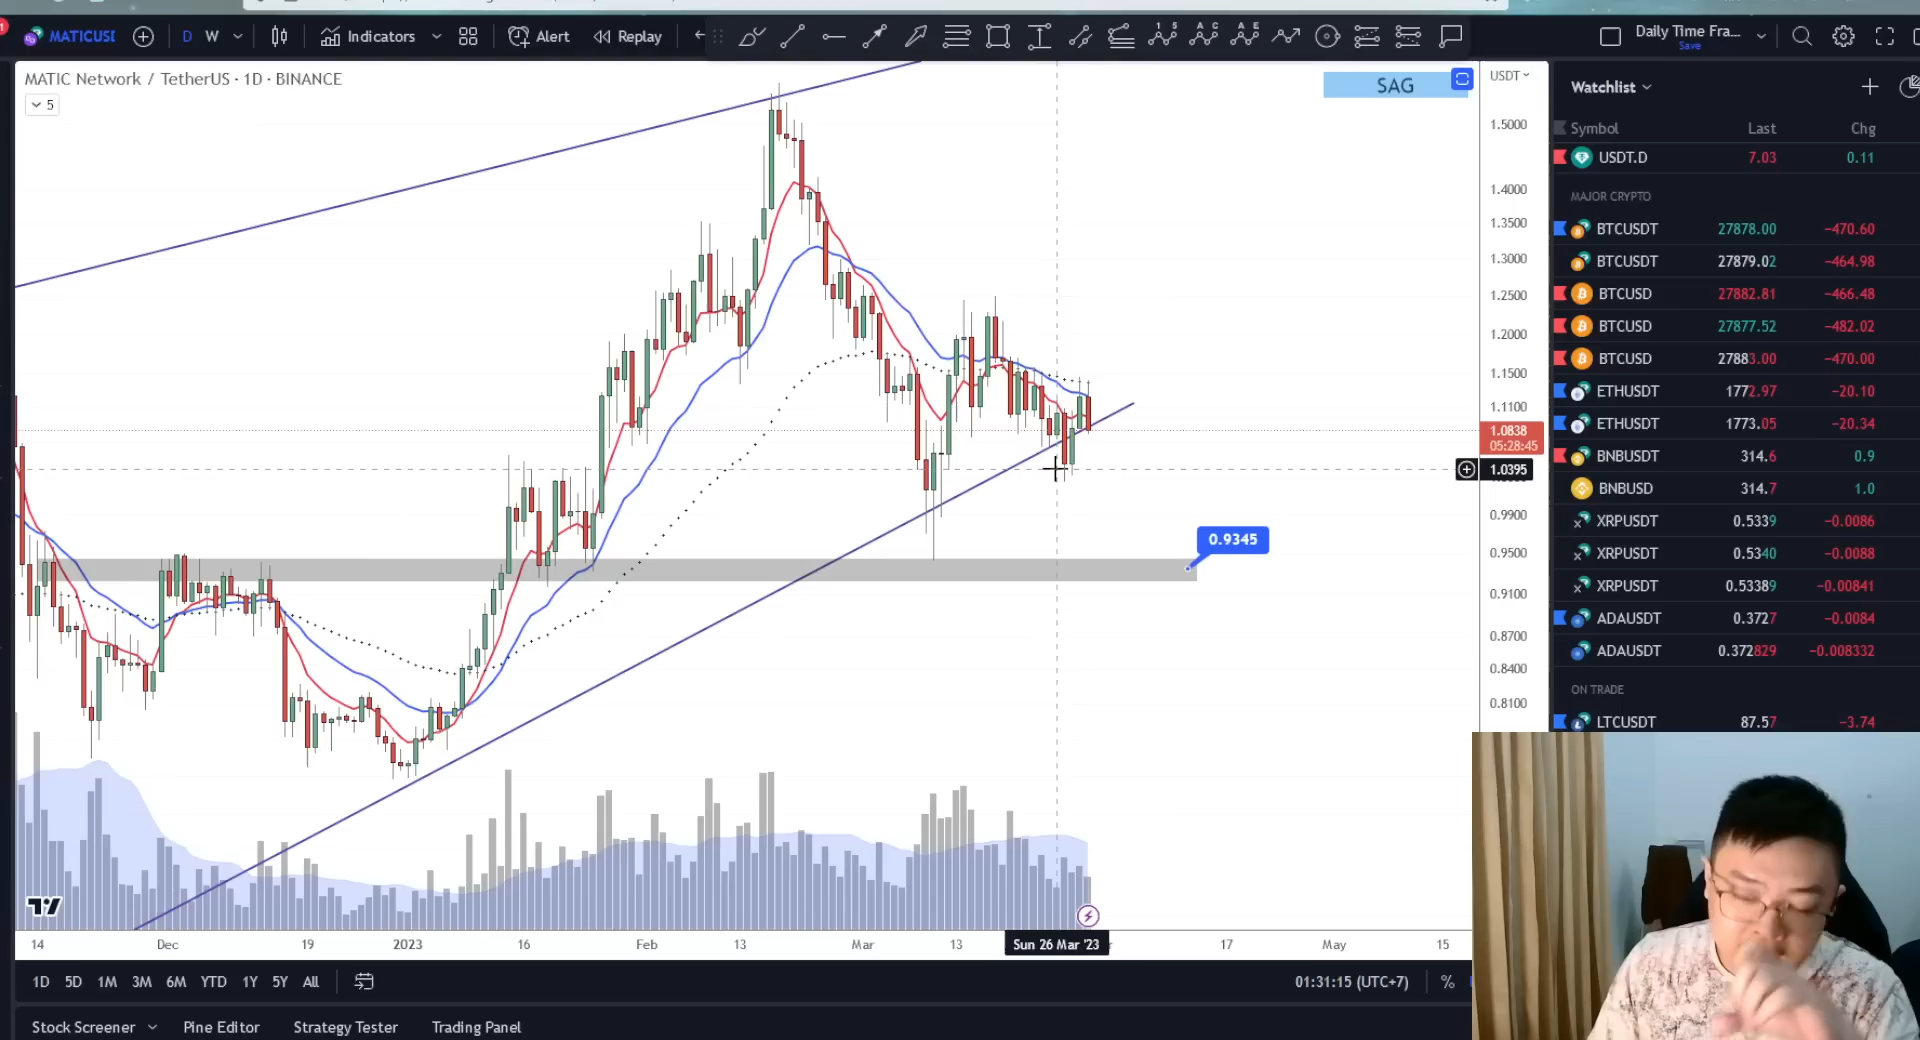 1
MATICUSI
D W
Indicators
Alert
Replay
1 5
A C
A E
Daily Time Fra...
Save
MATIC Network / TetherUS · 1D · BINANCE
5
SAG
USDT
1.5000
1.4000
1.3500
1.3000
1.2500
1.2000
1.1500
1.1100
1.0838
05:28:45
1.0395
0.9900
0.9500
0.9100
0.8700
0.8400
0.8100
0.9345
Watchlist
Symbol Last Chg
USDT.D 7.03 0.11
MAJOR CRYPTO
BTCUSDT 27878.00 −470.60
BTCUSDT 27879.02 −464.98
BTCUSD 27882.81 −466.48
BTCUSD 27877.52 −482.02
BTCUSD 27883.00 −470.00
ETHUSDT 1772.97 −20.10
ETHUSDT 1773.05 −20.34
BNBUSDT 314.6 0.9
BNBUSD 314.7 1.0
XRPUSDT 0.5339 −0.0086
XRPUSDT 0.5340 −0.0088
XRPUSDT 0.53389 −0.00841
ADAUSDT 0.3727 −0.0084
ADAUSDT 0.372829 −0.008332
ON TRADE
LTCUSDT 87.57 −3.74
14 Dec 19 2023 16 Feb 13 Mar 13 Sun 26 Mar '23 17 May 15
1D 5D 1M 3M 6M YTD 1Y 5Y All
01:31:15 (UTC+7) %
Stock Screener Pine Editor Strategy Tester Trading Panel